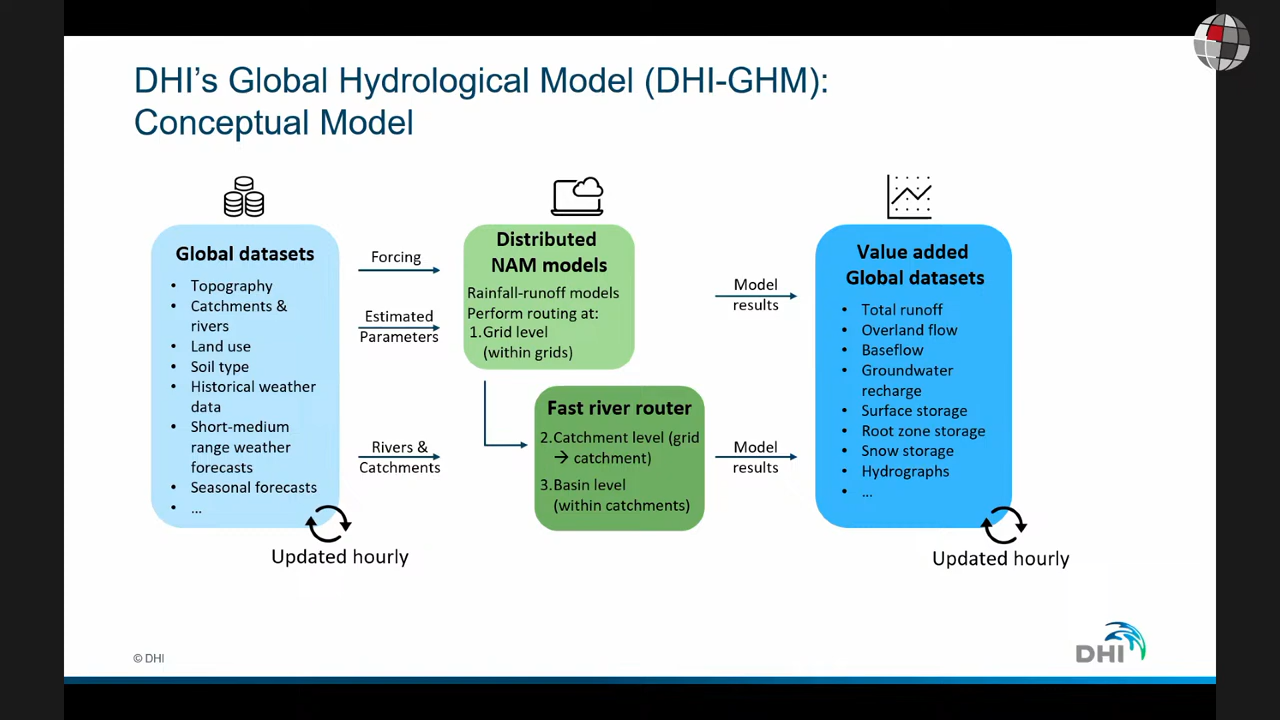 DHI's Global Hydrological Model (DHI-GHM):
Conceptual Model
Global datasets
• Topography
• Catchments &
rivers
• Land use
• Soil type
• Historical weather
data
• Short-medium
range weather
forecasts
• Seasonal forecasts
• ...
Updated hourly
Forcing
Estimated
Parameters
Rivers &
Catchments
Distributed
NAM models
Rainfall-runoff models
Perform routing at:
1. Grid level
(within grids)
Fast river router
2. Catchment level (grid
→ catchment)
3. Basin level
(within catchments)
Model
results
Model
results
Value added
Global datasets
• Total runoff
• Overland flow
• Baseflow
• Groundwater
recharge
• Surface storage
• Root zone storage
• Snow storage
• Hydrographs
• ...
Updated hourly
© DHI
DHI